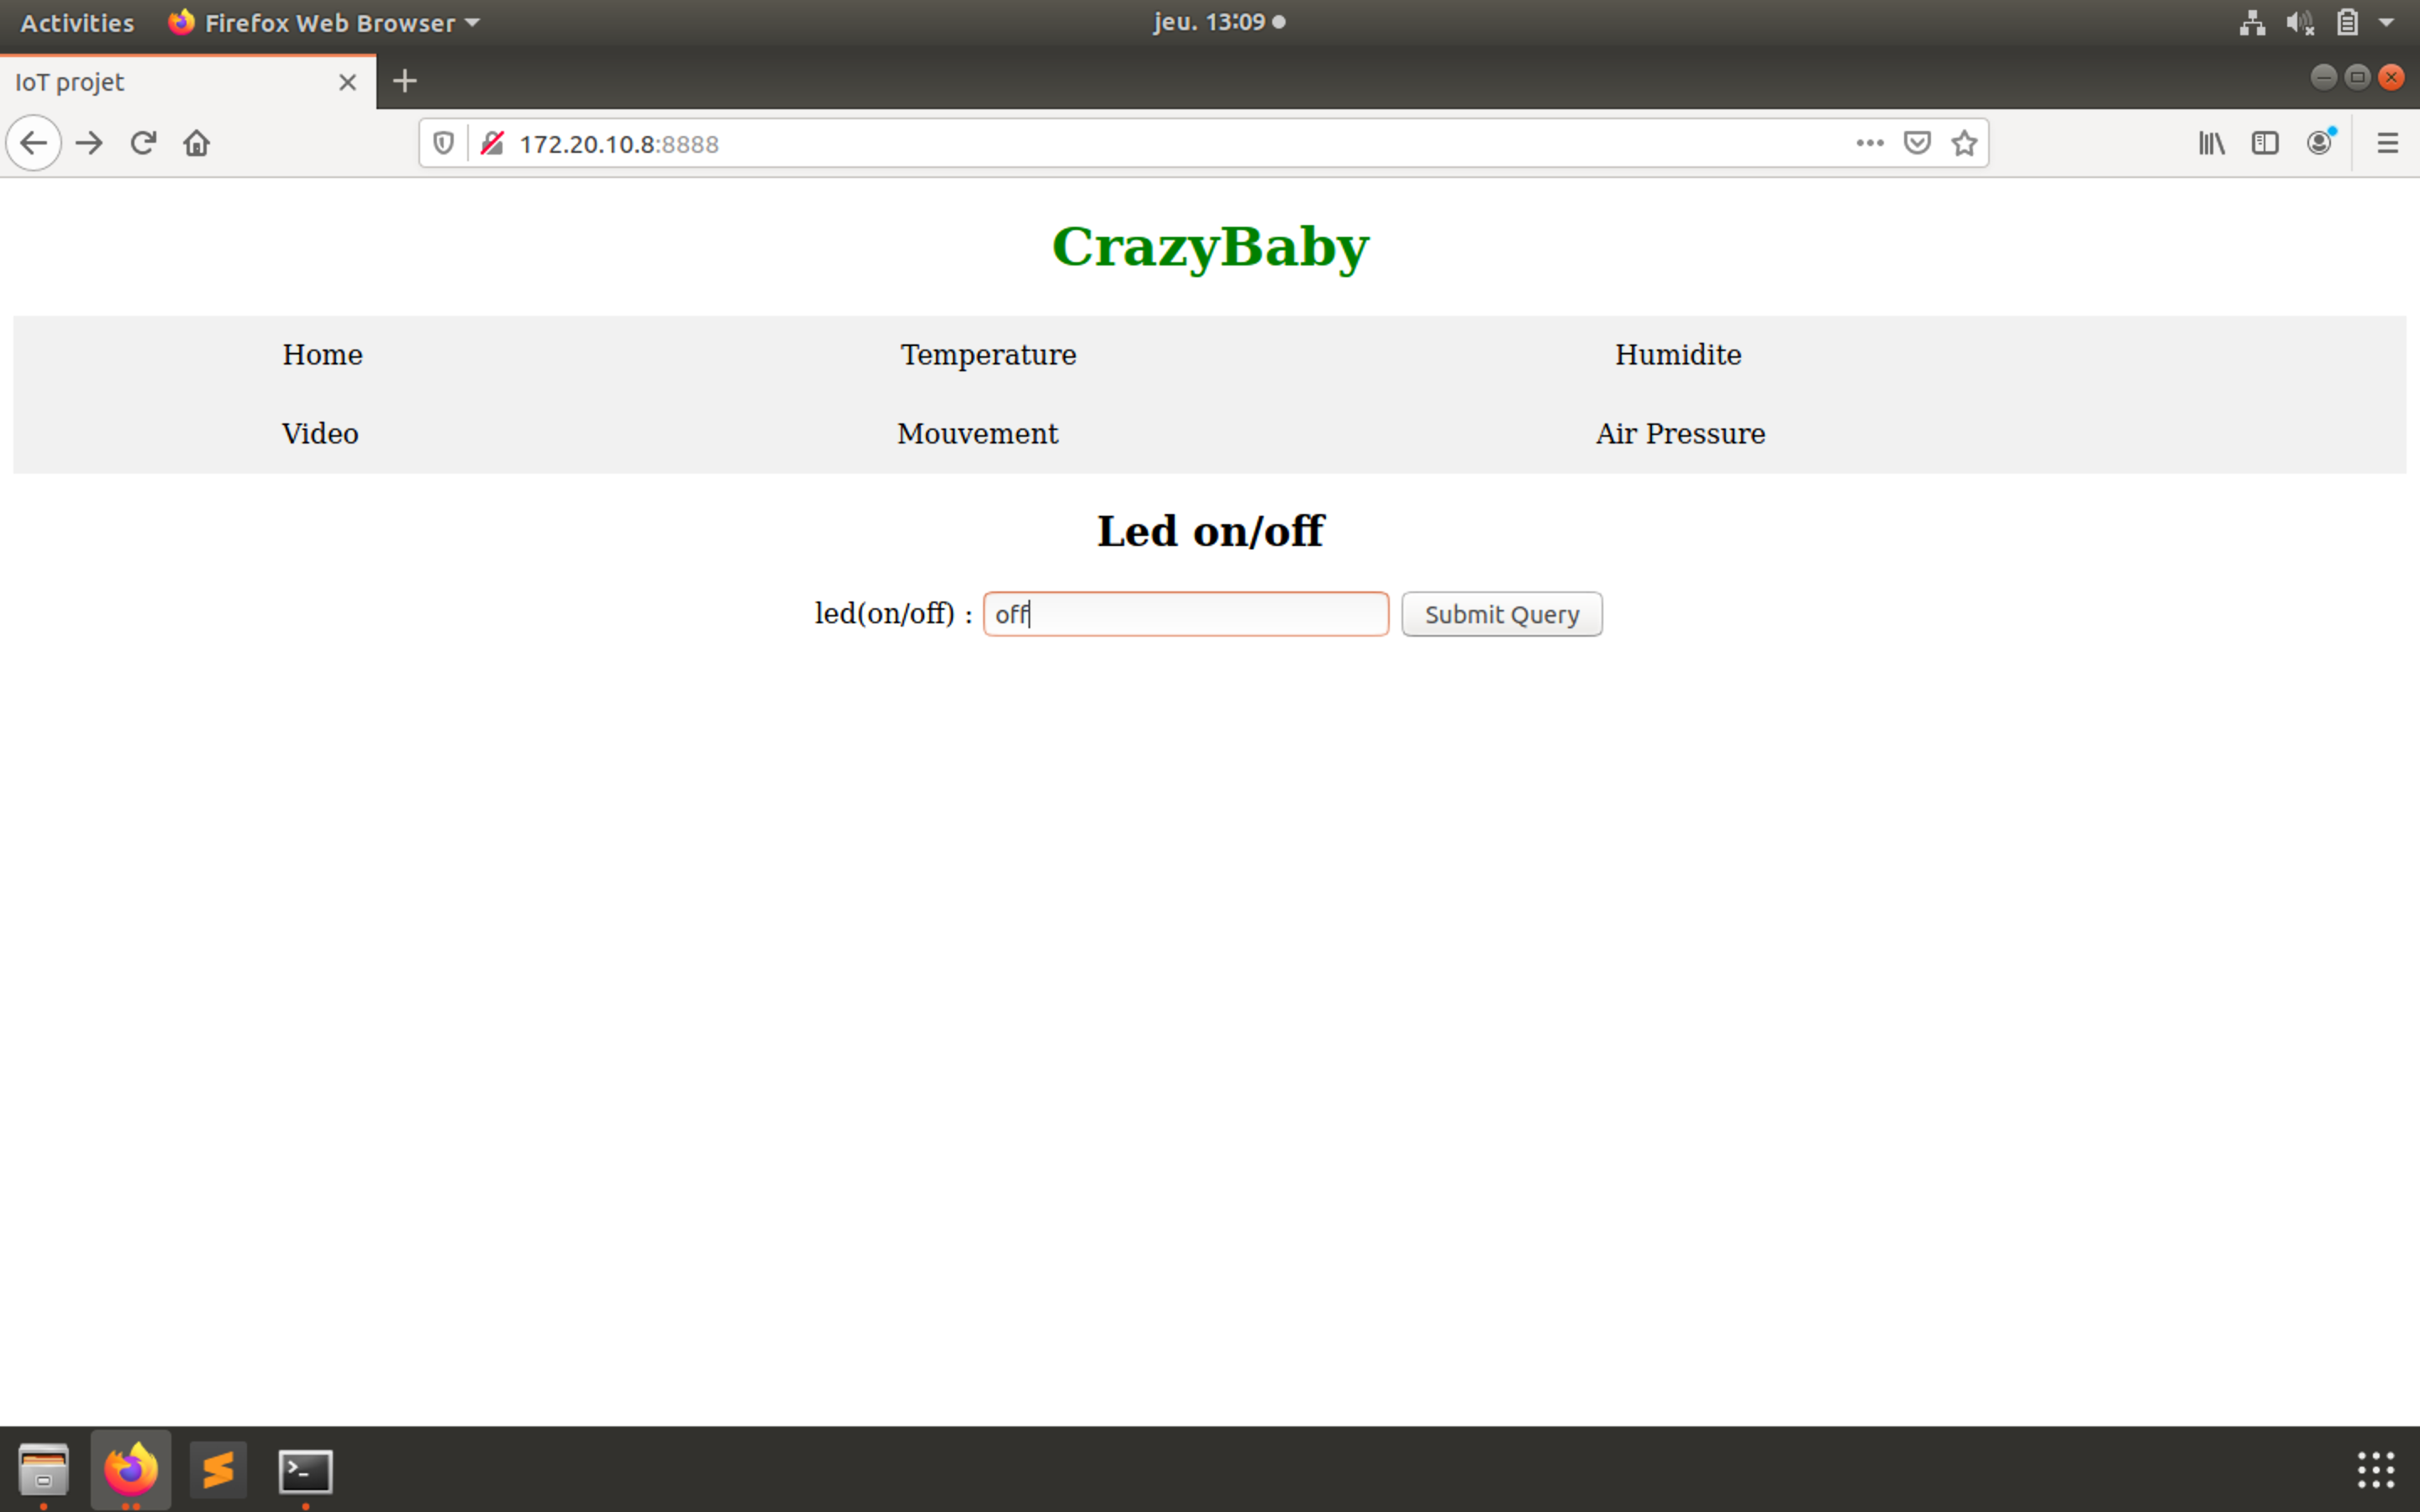 Activities Firefox Web Browser jeu. 13:09
IoT projet
172.20.10.8:8888
CrazyBaby
Home Temperature Humidite
Video Mouvement Air Pressure
Led on/off
led(on/off) : off Submit Query